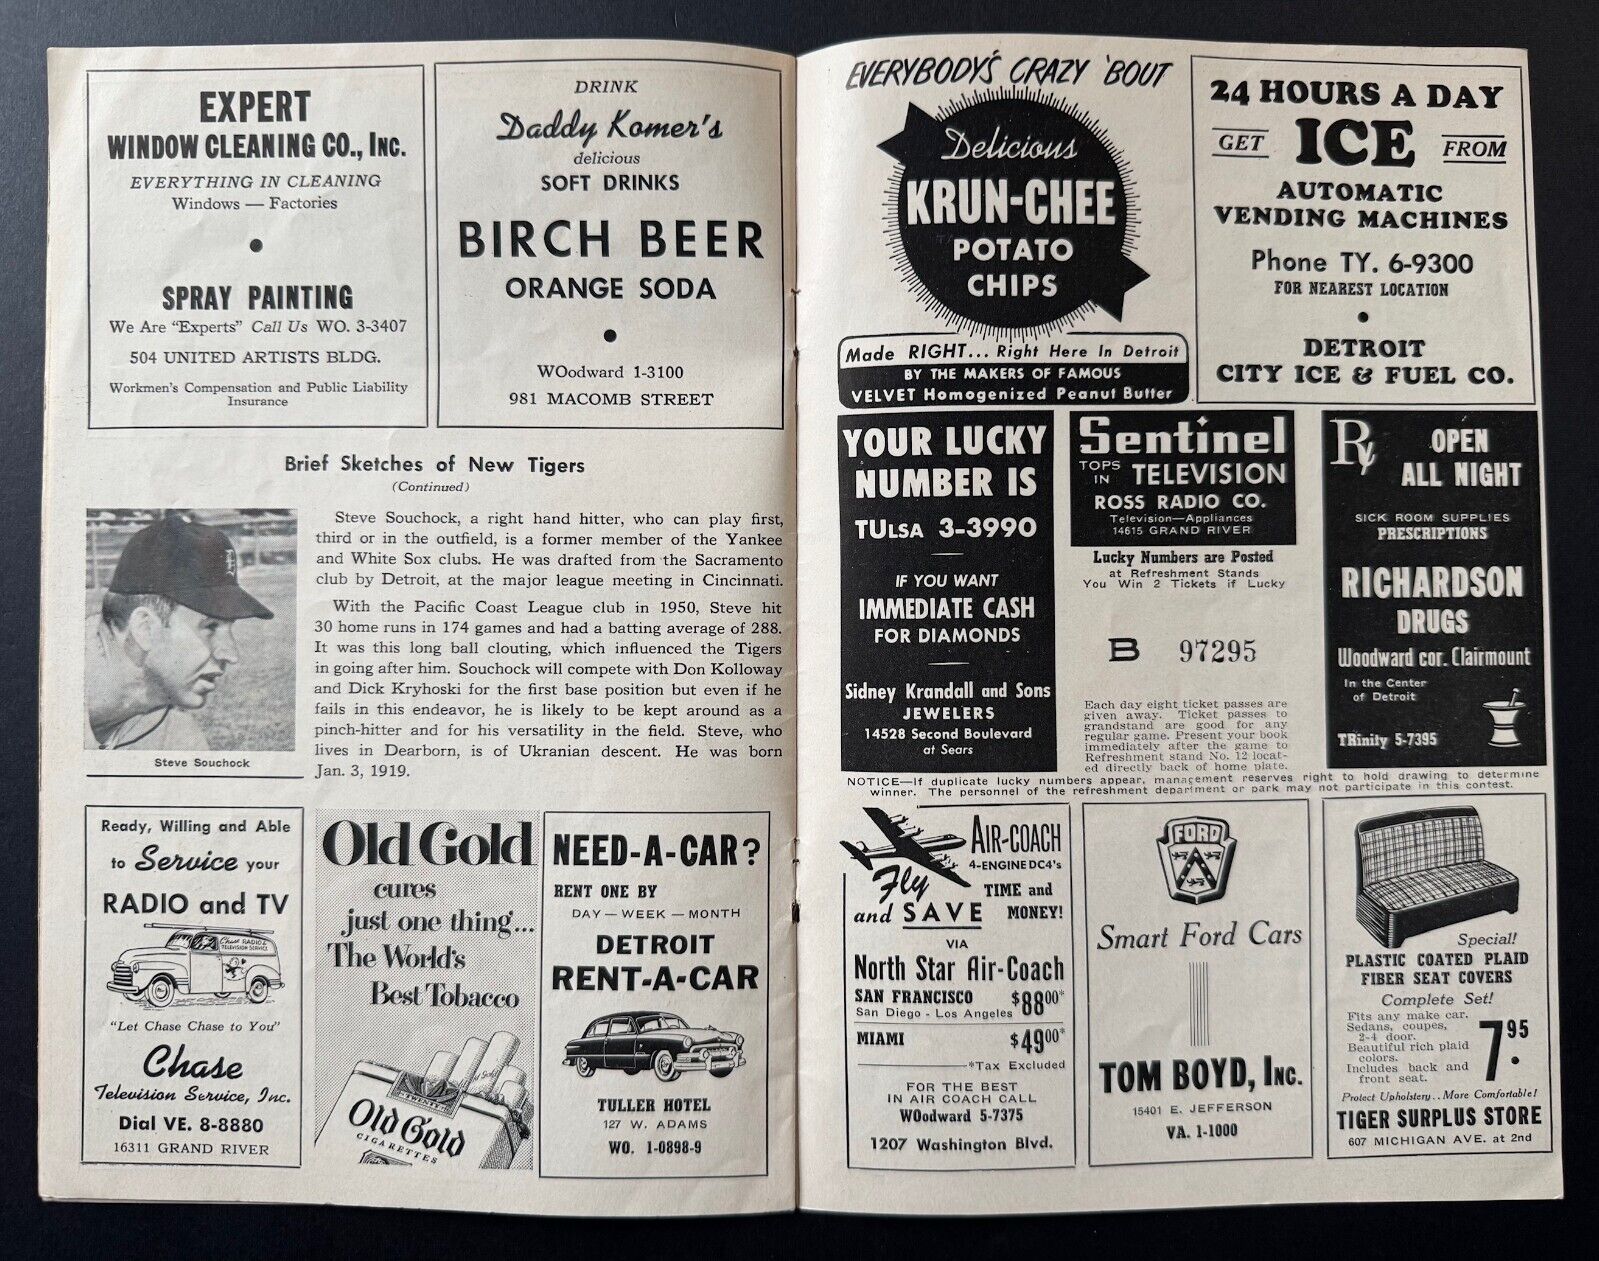 EXPERT
WINDOW CLEANING CO., INC.
EVERYTHING IN CLEANING
Windows — Factories
SPRAY PAINTING
We Are "Experts" Call Us WO. 3-3407
504 UNITED ARTISTS BLDG.
Workmen's Compensation and Public Liability
Insurance
DRINK
Daddy Komer's
delicious
SOFT DRINKS
BIRCH BEER
ORANGE SODA
WOodward 1-3100
981 MACOMB STREET
Brief Sketches of New Tigers
(Continued)
Steve Souchock
Steve Souchock, a right hand hitter, who can play first,
third or in the outfield, is a former member of the Yankee
and White Sox clubs. He was drafted from the Sacramento
club by Detroit, at the major league meeting in Cincinnati.
With the Pacific Coast League club in 1950, Steve hit
30 home runs in 174 games and had a batting average of 288.
It was this long ball clouting, which influenced the Tigers
in going after him. Souchock will compete with Don Kolloway
and Dick Kryhoski for the first base position but even if he
fails in this endeavor, he is likely to be kept around as a
pinch-hitter and for his versatility in the field. Steve, who
lives in Dearborn, is of Ukranian descent. He was born
Jan. 3, 1919.
Ready, Willing and Able
to Service your
RADIO and TV
Chase RADIO &
TELEVISION SERVICE
"Let Chase Chase to You"
Chase
Television Service, Inc.
Dial VE. 8-8880
16311 GRAND RIVER
Old Gold
cures
just one thing...
The World's
Best Tobacco
TWENTY
Old Gold
CIGARETTES
NEED-A-CAR?
RENT ONE BY
DAY — WEEK — MONTH
DETROIT
RENT-A-CAR
TULLER HOTEL
127 W. ADAMS
WO. 1-0898-9
EVERYBODY'S CRAZY 'BOUT
Delicious
KRUN-CHEE
POTATO
CHIPS
Made RIGHT... Right Here In Detroit
BY THE MAKERS OF FAMOUS
VELVET Homogenized Peanut Butter
24 HOURS A DAY
GET ICE FROM
AUTOMATIC
VENDING MACHINES
Phone TY. 6-9300
FOR NEAREST LOCATION
DETROIT
CITY ICE & FUEL CO.
YOUR LUCKY
NUMBER IS
TULSA 3-3990
IF YOU WANT
IMMEDIATE CASH
FOR DIAMONDS
Sidney Krandall and Sons
JEWELERS
14528 Second Boulevard
at Sears
Sentinel
TOPS IN TELEVISION
ROSS RADIO CO.
Television—Appliances
14615 GRAND RIVER
Lucky Numbers are Posted
at Refreshment Stands
You Win 2 Tickets if Lucky
B 97295
Each day eight ticket passes are
given away. Ticket passes to
grandstand are good for any
regular game. Present your book
immediately after the game to
Refreshment stand No. 12 locat-
ed directly back of home plate.
Rx OPEN
ALL NIGHT
SICK ROOM SUPPLIES
PRESCRIPTIONS
RICHARDSON
DRUGS
Woodward cor. Clairmount
In the Center
of Detroit
TRinity 5-7395
NOTICE—If duplicate lucky numbers appear, management reserves right to hold drawing to determine
winner. The personnel of the refreshment department or park may not participate in this contest.
AIR-COACH
4-ENGINE DC4's
Fly TIME and
and SAVE MONEY!
VIA
North Star Air-Coach
SAN FRANCISCO $88.00*
San Diego - Los Angeles
MIAMI $49.00*
*Tax Excluded
FOR THE BEST
IN AIR COACH CALL
WOodward 5-7375
1207 Washington Blvd.
FORD
Smart Ford Cars
TOM BOYD, INC.
15401 E. JEFFERSON
VA. 1-1000
Special!
PLASTIC COATED PLAID
FIBER SEAT COVERS
Complete Set!
Fits any make car.
Sedans, coupes,
2-4 door.
Beautiful rich plaid
colors.
Includes back and
front seat.
7.95
Protect Upholstery.. More Comfortable!
TIGER SURPLUS STORE
607 MICHIGAN AVE. at 2nd